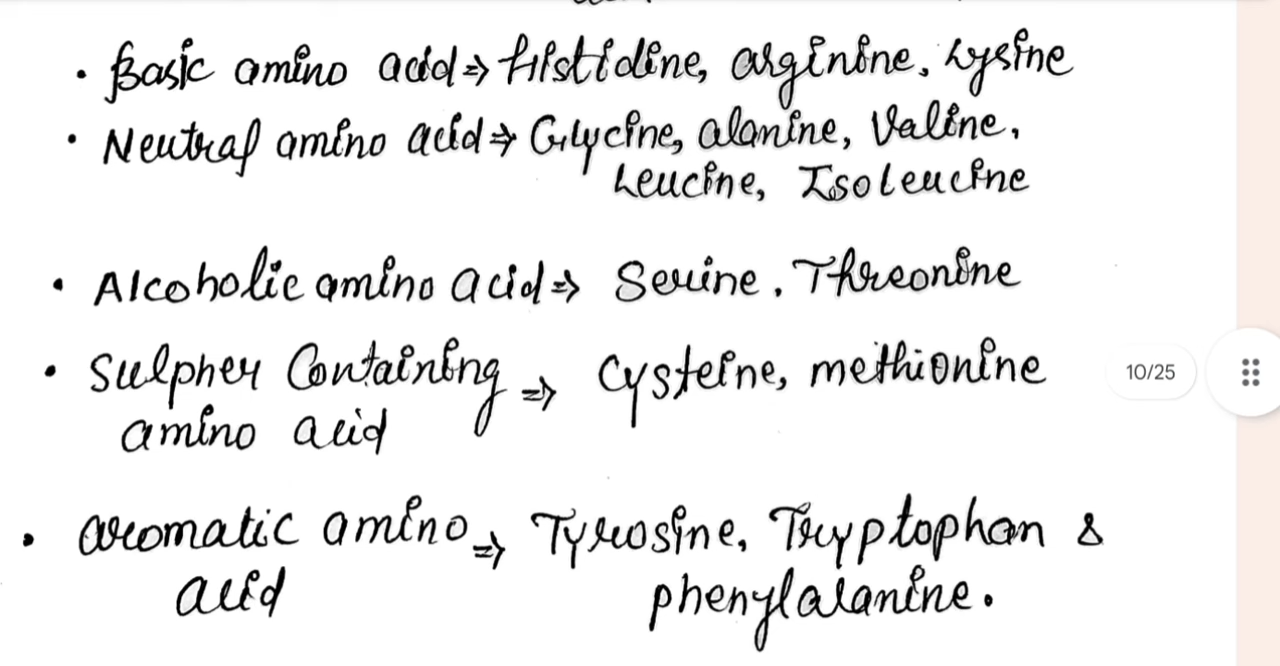 • Basic amino acid ⇒ Histidine, arginine, Lysine
• Neutral amino acid ⇒ Glycine, alanine, Valine,
Leucine, Isoleucine
• Alcoholic amino acid ⇒ Serine, Threonine
• Sulpher Containing ⇒ Cysteine, methionine
amino acid
10/25
• aromatic amino ⇒ Tyrosine, Tryptophan &
acid phenylalanine.